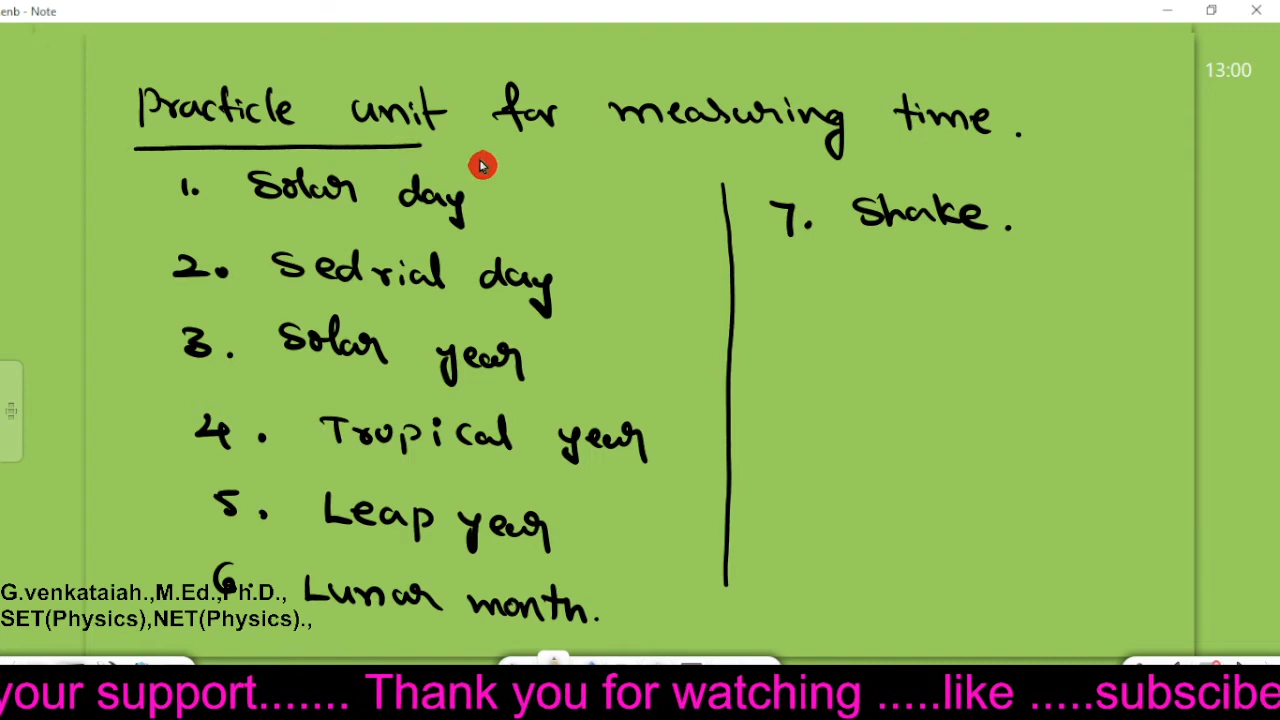 enb - Note
13:00
Practicle unit for measuring time.
1. Solar day
2. Sedrial day
3. Solar year
4. Tropical year
5. Leap year
6. Lunar month.
7. Shake.
G.venkataiah.,M.Ed.,Ph.D.,
SET(Physics),NET(Physics).,
your support....... Thank you for watching .....like .....subscibe